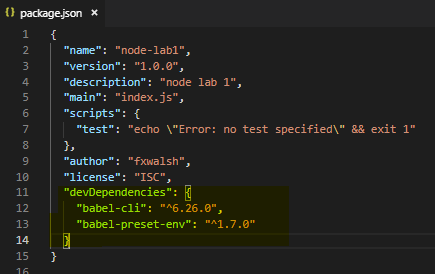 {} package.json ×
1 {
2 "name": "node-lab1",
3 "version": "1.0.0",
4 "description": "node lab 1",
5 "main": "index.js",
6 "scripts": {
7 "test": "echo \"Error: no test specified\" && exit 1"
8 },
9 "author": "fxwalsh",
10 "license": "ISC",
11 "devDependencies": {
12 "babel-cli": "^6.26.0",
13 "babel-preset-env": "^1.7.0"
14 }
15 }